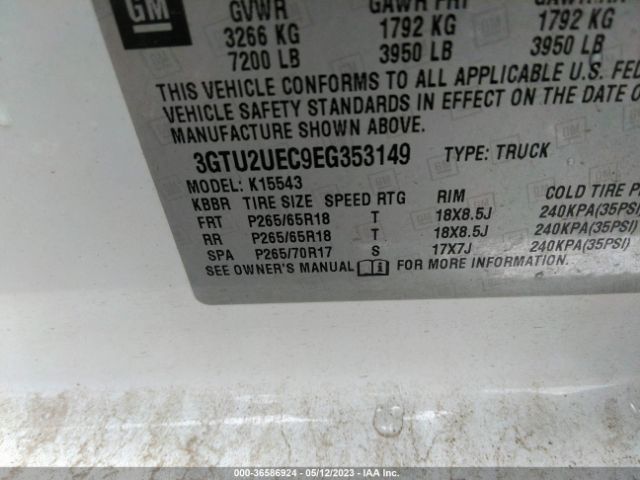 GM
GVWR GAWR FRT
3266 KG 1792 KG 1792 KG
7200 LB 3950 LB 3950 LB
THIS VEHICLE CONFORMS TO ALL APPLICABLE U.S. FED
VEHICLE SAFETY STANDARDS IN EFFECT ON THE DATE O
MANUFACTURE SHOWN ABOVE.
3GTU2UEC9EG353149 TYPE: TRUCK
MODEL: K15543
KBBR TIRE SIZE SPEED RTG RIM COLD TIRE P
FRT P265/65R18 T 18X8.5J 240KPA(35PSI)
RR P265/65R18 T 18X8.5J 240KPA(35PSI)
SPA P265/70R17 S 17X7J 240KPA(35PSI)
SEE OWNER'S MANUAL FOR MORE INFORMATION.
000-36586924 - 05/12/2023 - IAA Inc.